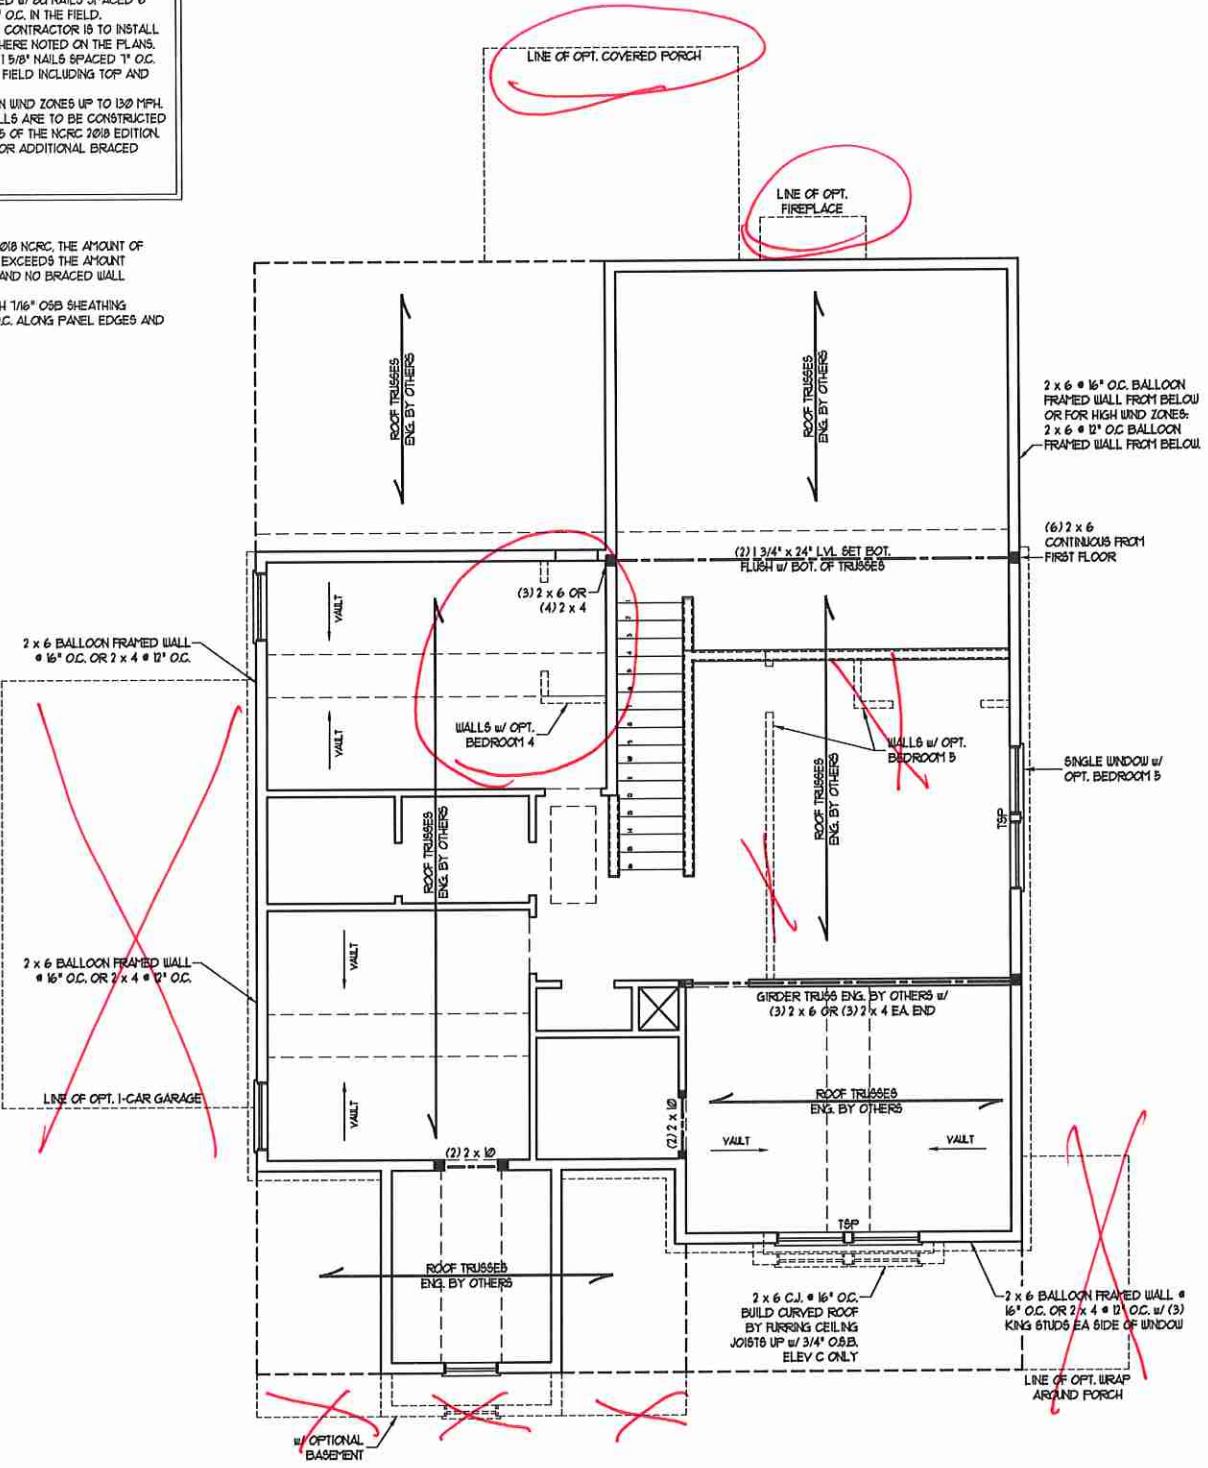 O.C. IN THE FIELD.
CONTRACTOR IS TO INSTALL
HERE NOTED ON THE PLANS.
1 5/8" NAILS SPACED 7" O.C.
FIELD INCLUDING TOP AND
N WIND ZONES UP TO 130 MPH.
LLS ARE TO BE CONSTRUCTED
S OF THE NCRC 2018 EDITION.
OR ADDITIONAL BRACED
018 NCRC, THE AMOUNT OF
EXCEEDS THE AMOUNT
AND NO BRACED WALL
H 7/16" OSB SHEATHING
.C. ALONG PANEL EDGES AND
LINE OF OPT. COVERED PORCH
LINE OF OPT.
FIREPLACE
ROOF TRUSSES
ENG. BY OTHERS
ROOF TRUSSES
ENG. BY OTHERS
2 x 6 @ 16" O.C. BALLOON
FRAMED WALL FROM BELOW
OR FOR HIGH WIND ZONES:
2 x 6 @ 12" O.C BALLOON
FRAMED WALL FROM BELOW.
(6) 2 x 6
CONTINUOUS FROM
FIRST FLOOR
(2) 1 3/4" x 24" LVL SET BOT.
FLUSH w/ BOT. OF TRUSSES
(3) 2 x 6 OR
(4) 2 x 4
VAULT
2 x 6 BALLOON FRAMED WALL
@ 16" O.C. OR 2 x 4 @ 12" O.C.
WALLS w/ OPT.
BEDROOM 4
VAULT
WALLS w/ OPT.
BEDROOM 5
SINGLE WINDOW w/
OPT. BEDROOM 5
ROOF TRUSSES
ENG. BY OTHERS
TSP
ROOF TRUSSES
ENG. BY OTHERS
VAULT
2 x 6 BALLOON FRAMED WALL
@ 16" O.C. OR 2 x 4 @ 12" O.C.
GIRDER TRUSS ENG. BY OTHERS w/
(3) 2 x 6 OR (3) 2 x 4 EA. END
LINE OF OPT. 1-CAR GARAGE
VAULT
ROOF TRUSSES
ENG. BY OTHERS
(2) 2 x 10
VAULT
VAULT
(2) 2 x 10
TSP
ROOF TRUSSES
ENG. BY OTHERS
2 x 6 C.J. @ 16" O.C.
BUILD CURVED ROOF
BY FURRING CEILING
JOISTS UP w/ 3/4" O.S.B.
ELEV C ONLY
2 x 6 BALLOON FRAMED WALL @
16" O.C. OR 2 x 4 @ 12" O.C. w/ (3)
KING STUDS EA SIDE OF WINDOW
LINE OF OPT. WRAP
AROUND PORCH
w/ OPTIONAL
BASEMENT